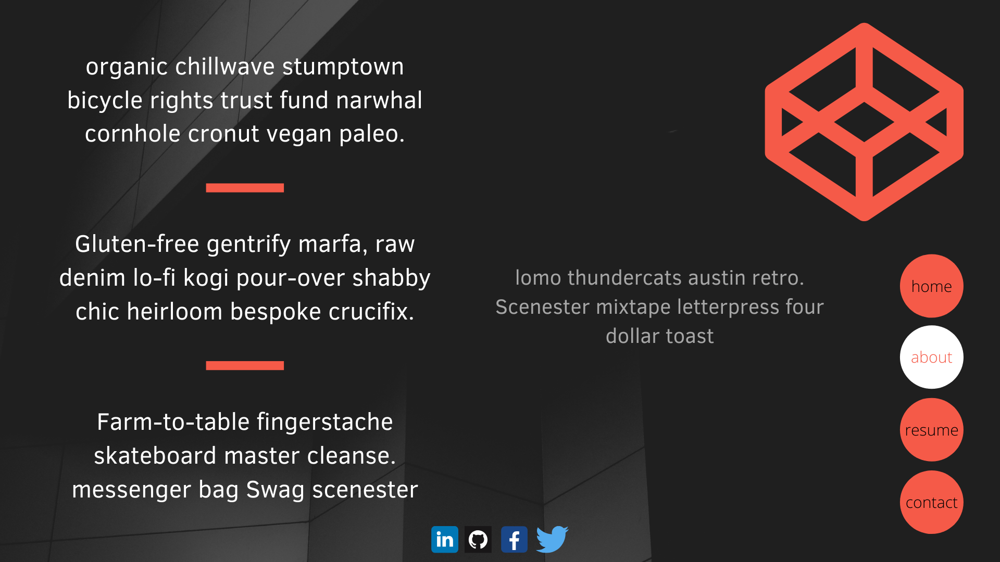 organic chillwave stumptown
bicycle rights trust fund narwhal
cornhole cronut vegan paleo.
Gluten-free gentrify marfa, raw
denim lo-fi kogi pour-over shabby
chic heirloom bespoke crucifix.
Farm-to-table fingerstache
skateboard master cleanse.
messenger bag Swag scenester
lomo thundercats austin retro.
Scenester mixtape letterpress four
dollar toast
home
about
resume
contact
in
f